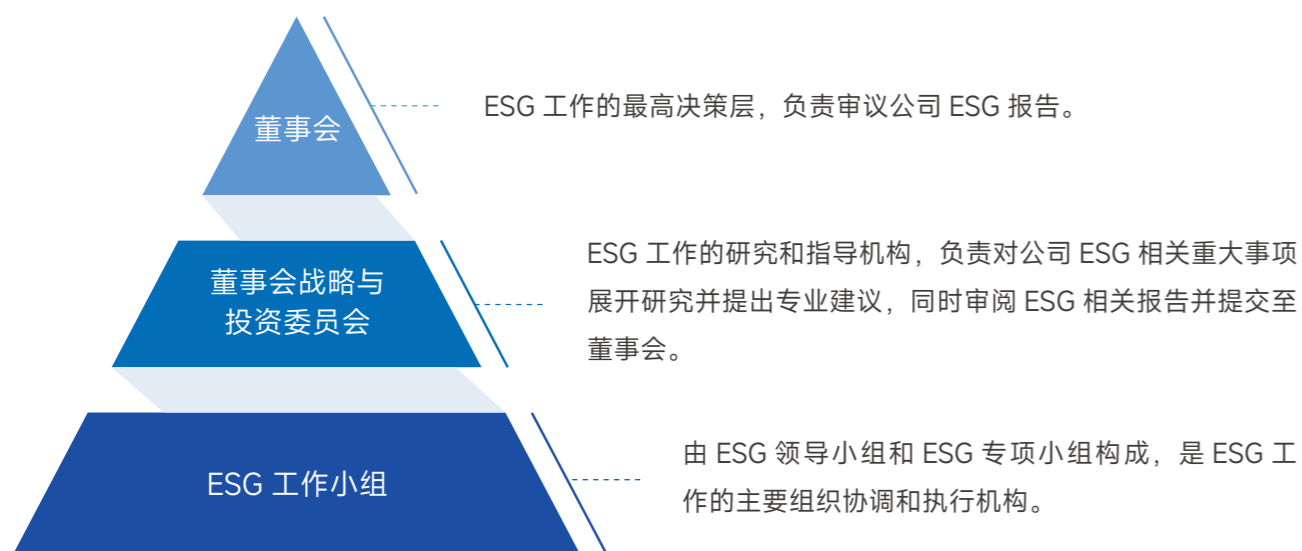 董事会
ESG 工作的最高决策层，负责审议公司 ESG 报告。
董事会战略与
投资委员会
ESG 工作的研究和指导机构，负责对公司 ESG 相关重大事项
展开研究并提出专业建议，同时审阅 ESG 相关报告并提交至
董事会。
ESG 工作小组
由 ESG 领导小组和 ESG 专项小组构成，是 ESG 工
作的主要组织协调和执行机构。